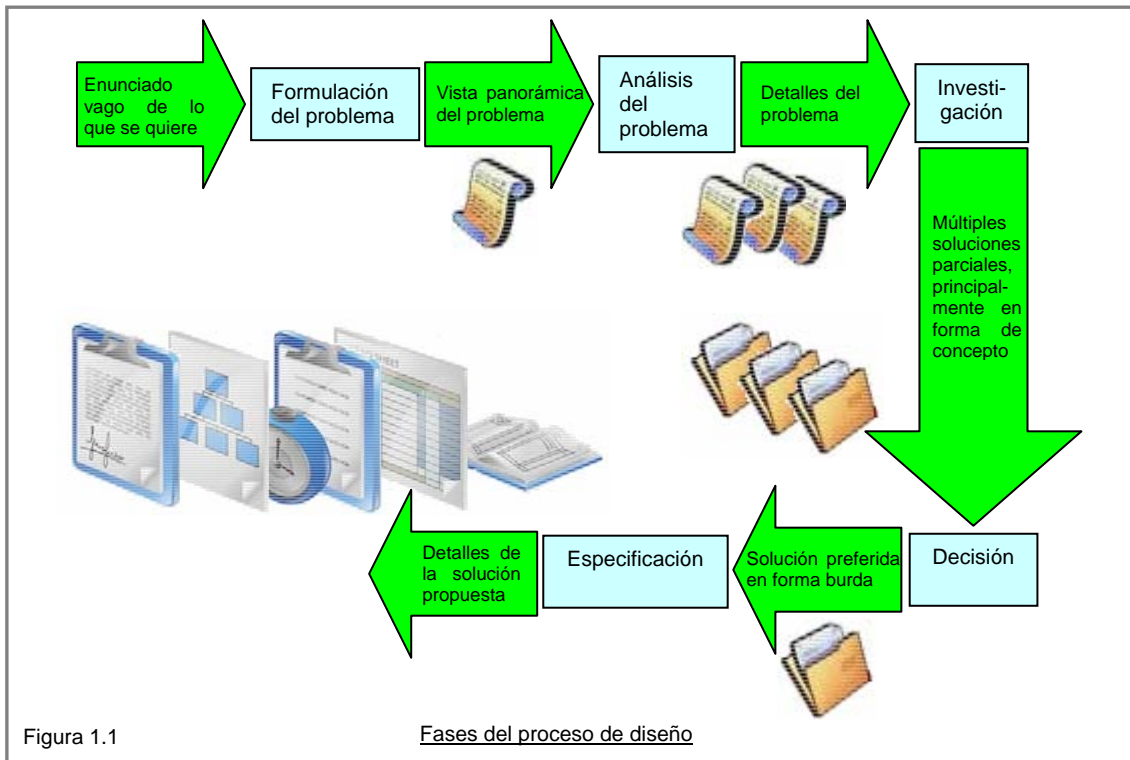 Enunciado
vago de lo
que se quiere
Formulación
del problema
Vista panorámica
del problema
Análisis
del
problema
Detalles del
problema
Investi-
gación
Múltiples
soluciones
parciales,
principal-
mente en
forma de
concepto
Decisión
Solución preferida
en forma burda
Especificación
Detalles de
la solución
propuesta
Figura 1.1
Fases del proceso de diseño